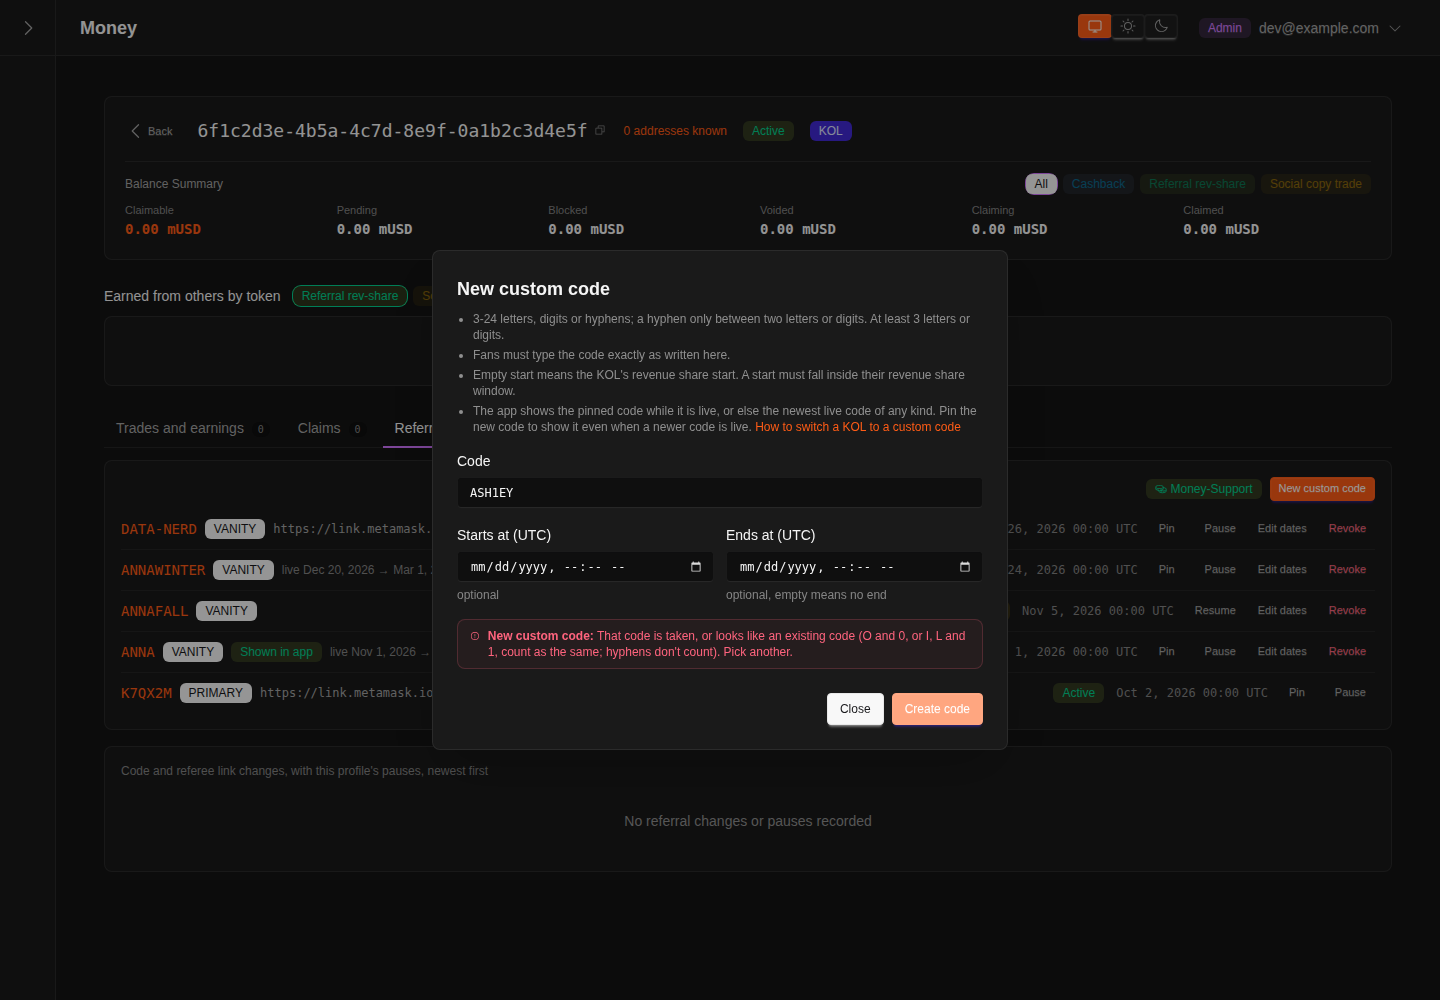 Money
Admin dev@example.com
Back 6f1c2d3e-4b5a-4c7d-8e9f-0a1b2c3d4e5f 0 addresses known Active KOL
Balance Summary All Cashback Referral rev-share Social copy trade
Claimable Pending Blocked Voided Claiming Claimed
0.00 mUSD 0.00 mUSD 0.00 mUSD 0.00 mUSD 0.00 mUSD 0.00 mUSD
Earned from others by token Referral rev-share
New custom code
3-24 letters, digits or hyphens; a hyphen only between two letters or digits. At least 3 letters or
digits.
Fans must type the code exactly as written here.
Empty start means the KOL's revenue share start. A start must fall inside their revenue share
window.
The app shows the pinned code while it is live, or else the newest live code of any kind. Pin the
new code to show it even when a newer code is live. How to switch a KOL to a custom code
Trades and earnings 0 Claims 0 Referr
Code
ASH1EY
Money-Support New custom code
Starts at (UTC) Ends at (UTC)
mm/dd/yyyy, --:-- -- mm/dd/yyyy, --:-- --
optional optional, empty means no end
New custom code: That code is taken, or looks like an existing code (O and 0, or I, L and
1, count as the same; hyphens don't count). Pick another.
Close Create code
DATA-NERD VANITY https://link.metamask. 26, 2026 00:00 UTC Pin Pause Edit dates Revoke
ANNAWINTER VANITY live Dec 20, 2026 → Mar 1, 24, 2026 00:00 UTC Pin Pause Edit dates Revoke
ANNAFALL VANITY Nov 5, 2026 00:00 UTC Resume Edit dates Revoke
ANNA VANITY Shown in app live Nov 1, 2026 → 1, 2026 00:00 UTC Pin Pause Edit dates Revoke
K7QX2M PRIMARY https://link.metamask.io Active Oct 2, 2026 00:00 UTC Pin Pause
Code and referee link changes, with this profile's pauses, newest first
No referral changes or pauses recorded